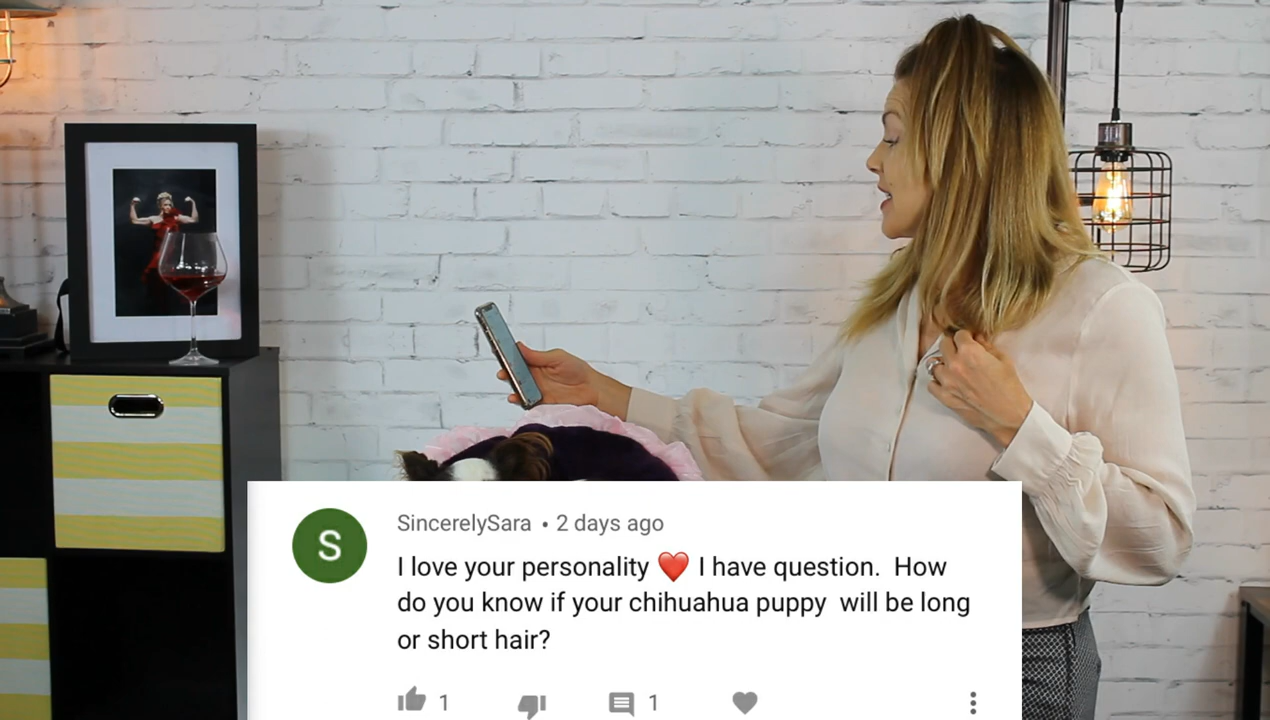 SincerelySara • 2 days ago
I love your personality ❤️ I have question.  How
do you know if your chihuahua puppy  will be long
or short hair?
1 1
S